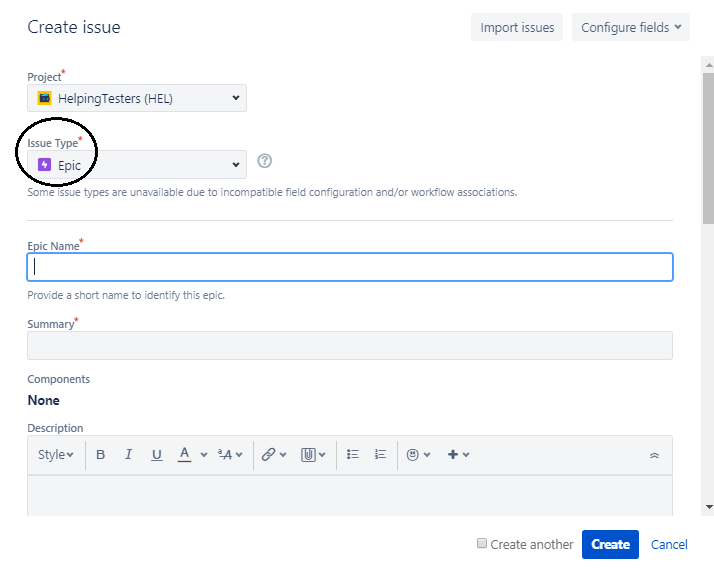 Create issue
Import issues
Configure fields
Project*
HelpingTesters (HEL)
Issue Type*
Epic
Some issue types are unavailable due to incompatible field configuration and/or workflow associations.
Epic Name*
Provide a short name to identify this epic.
Summary*
Components
None
Description
Style B I U A ªA
Create another Create Cancel